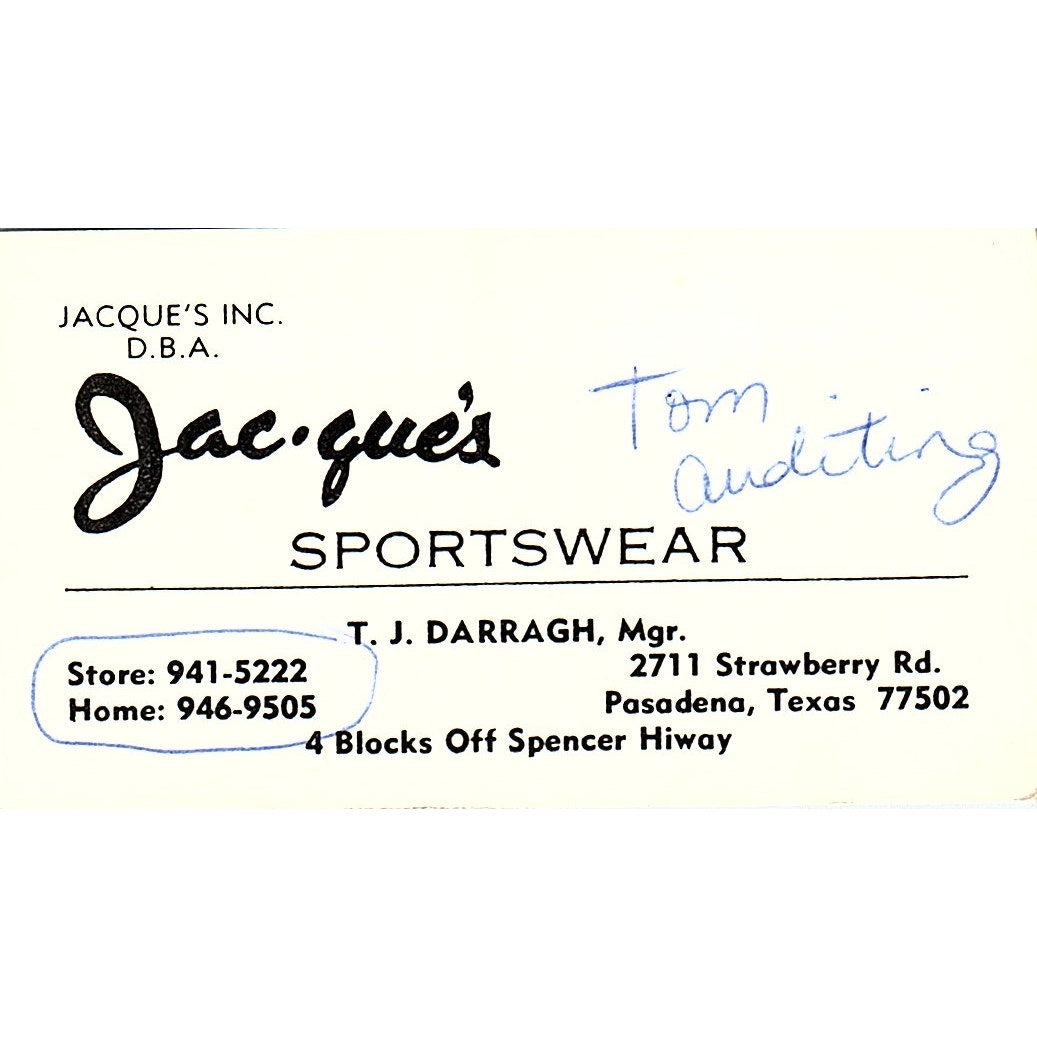 JACQUE'S INC.
D.B.A.
Jac·que's
Tom
auditing
SPORTSWEAR
T. J. DARRAGH, Mgr.
Store: 941-5222
Home: 946-9505
2711 Strawberry Rd.
Pasadena, Texas 77502
4 Blocks Off Spencer Hiway